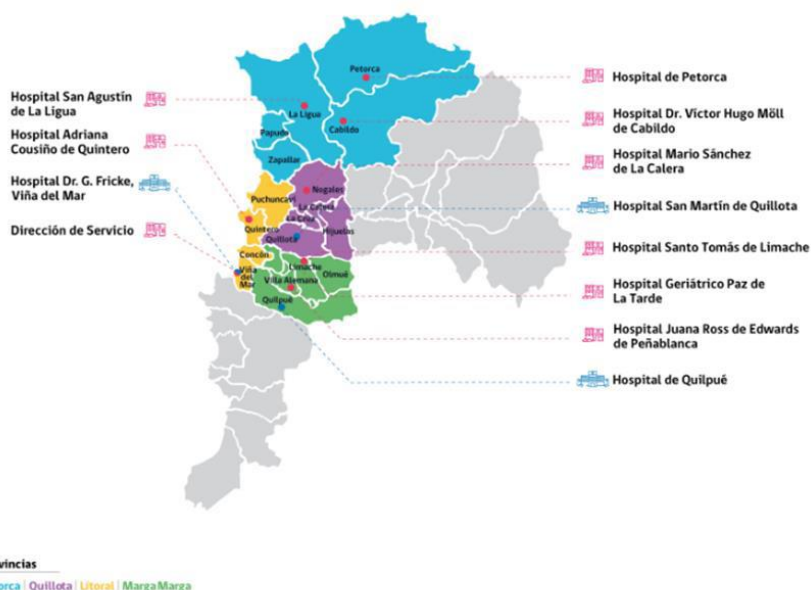 Hospital San Agustín
de La Ligua
Hospital Adriana
Cousiño de Quintero
Hospital Dr. G. Fricke,
Viña del Mar
Dirección de Servicio
Petorca
La Ligua
Cabildo
Papudo
Zapallar
Nogales
Puchuncaví
La Calera
La Cruz
Quintero
Quillota
Hijuelas
Concón
Limache
Olmué
Viña
del
Mar
Villa Alemana
Quilpué
Hospital de Petorca
Hospital Dr. Víctor Hugo Möll
de Cabildo
Hospital Mario Sánchez
de La Calera
Hospital San Martín de Quillota
Hospital Santo Tomás de Limache
Hospital Geriátrico Paz de
La Tarde
Hospital Juana Ross de Edwards
de Peñablanca
Hospital de Quilpué
vincias
orca | Quillota | Litoral | Marga Marga